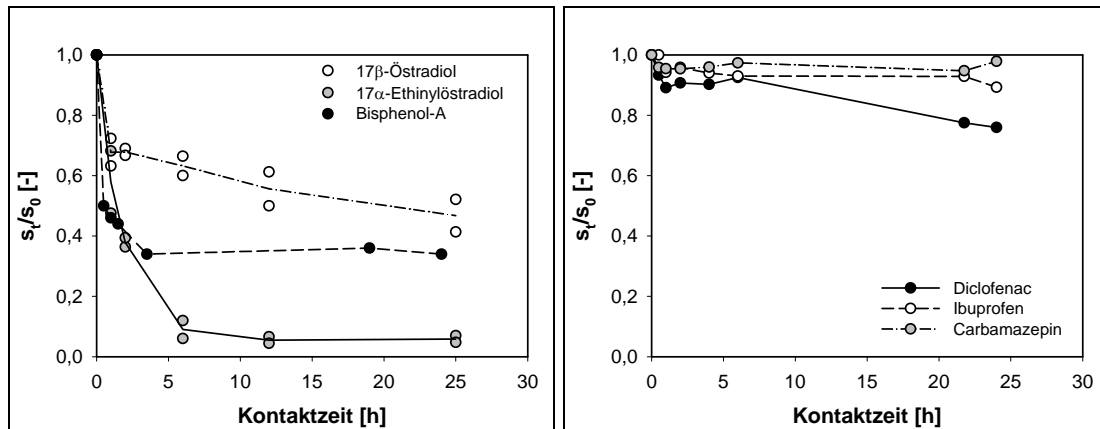 1,0
0,8
0,6
0,4
0,2
0,0
s_t/s_0 [-]
17β-Östradiol
17α-Ethinylöstradiol
Bisphenol-A
0 5 10 15 20 25 30
Kontaktzeit [h]
1,0
0,8
0,6
0,4
0,2
0,0
s_t/s_0 [-]
Diclofenac
Ibuprofen
Carbamazepin
0 5 10 15 20 25 30
Kontaktzeit [h]